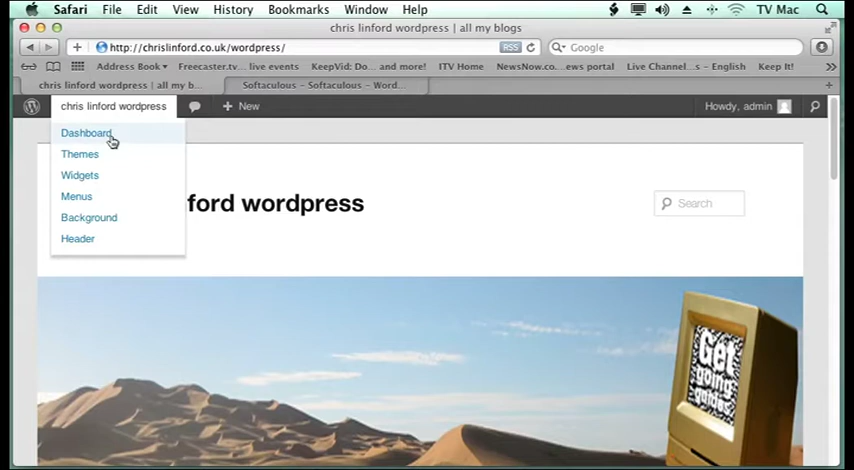 Safari File Edit View History Bookmarks Window Help TV Mac
chris linford wordpress | all my blogs
http://chrislinford.co.uk/wordpress/ RSS Google
Address Book Freecaster.tv... live events KeepVid: Do... and more! ITV Home NewsNow.co...ews portal Live Channel...s - English Keep It!
chris linford wordpress | all my b... Softaculous - Softaculous - Word...
chris linford wordpress + New Howdy, admin
Dashboard
Themes
Widgets
Menus
Background
Header
ford wordpress
Search
Get
going
guides